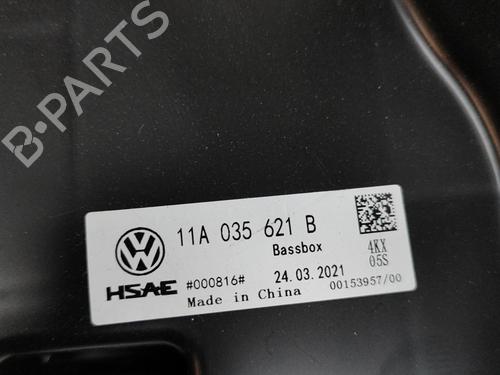 B-PARTS
11A 035 621 B
Bassbox
4KX
05S
HSAE
#000816#
24.03.2021
00153957/00
Made in China